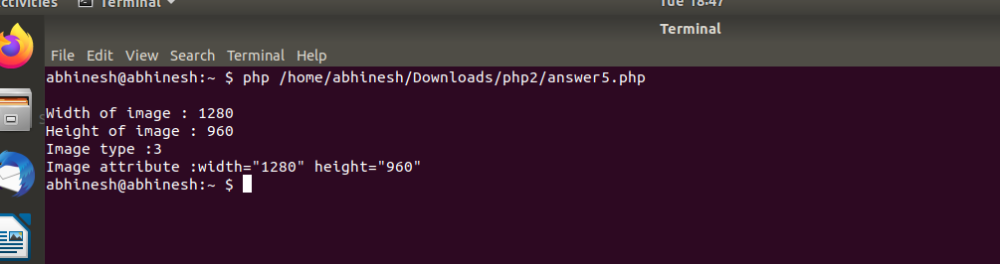 Terminal
Tue 18:47
Terminal
File Edit View Search Terminal Help
abhinesh@abhinesh:~ $ php /home/abhinesh/Downloads/php2/answer5.php
Width of image : 1280
Height of image : 960
Image type :3
Image attribute :width="1280" height="960"
abhinesh@abhinesh:~ $